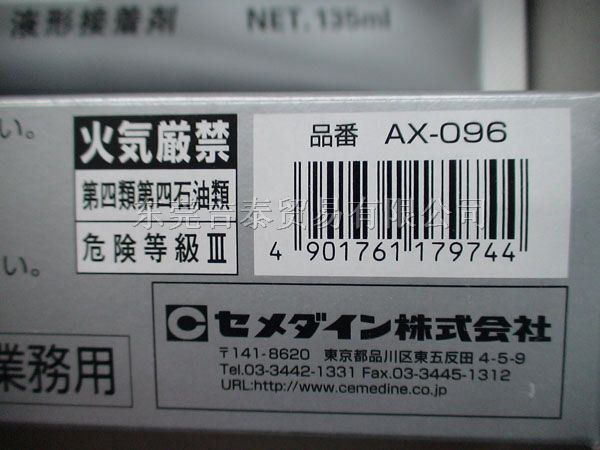 液形接着剤 NET.135ml
い。
火気厳禁
第四類第四石油類
危険等級Ⅲ
い。
業務用
品番 AX-096
4 901761 179744
东莞吉泰贸易有限公司
セメダイン株式会社
〒141-8620 東京都品川区東五反田 4-5-9
Tel.03-3442-1331 Fax.03-3445-1312
URL:http://www.cemedine.co.jp/